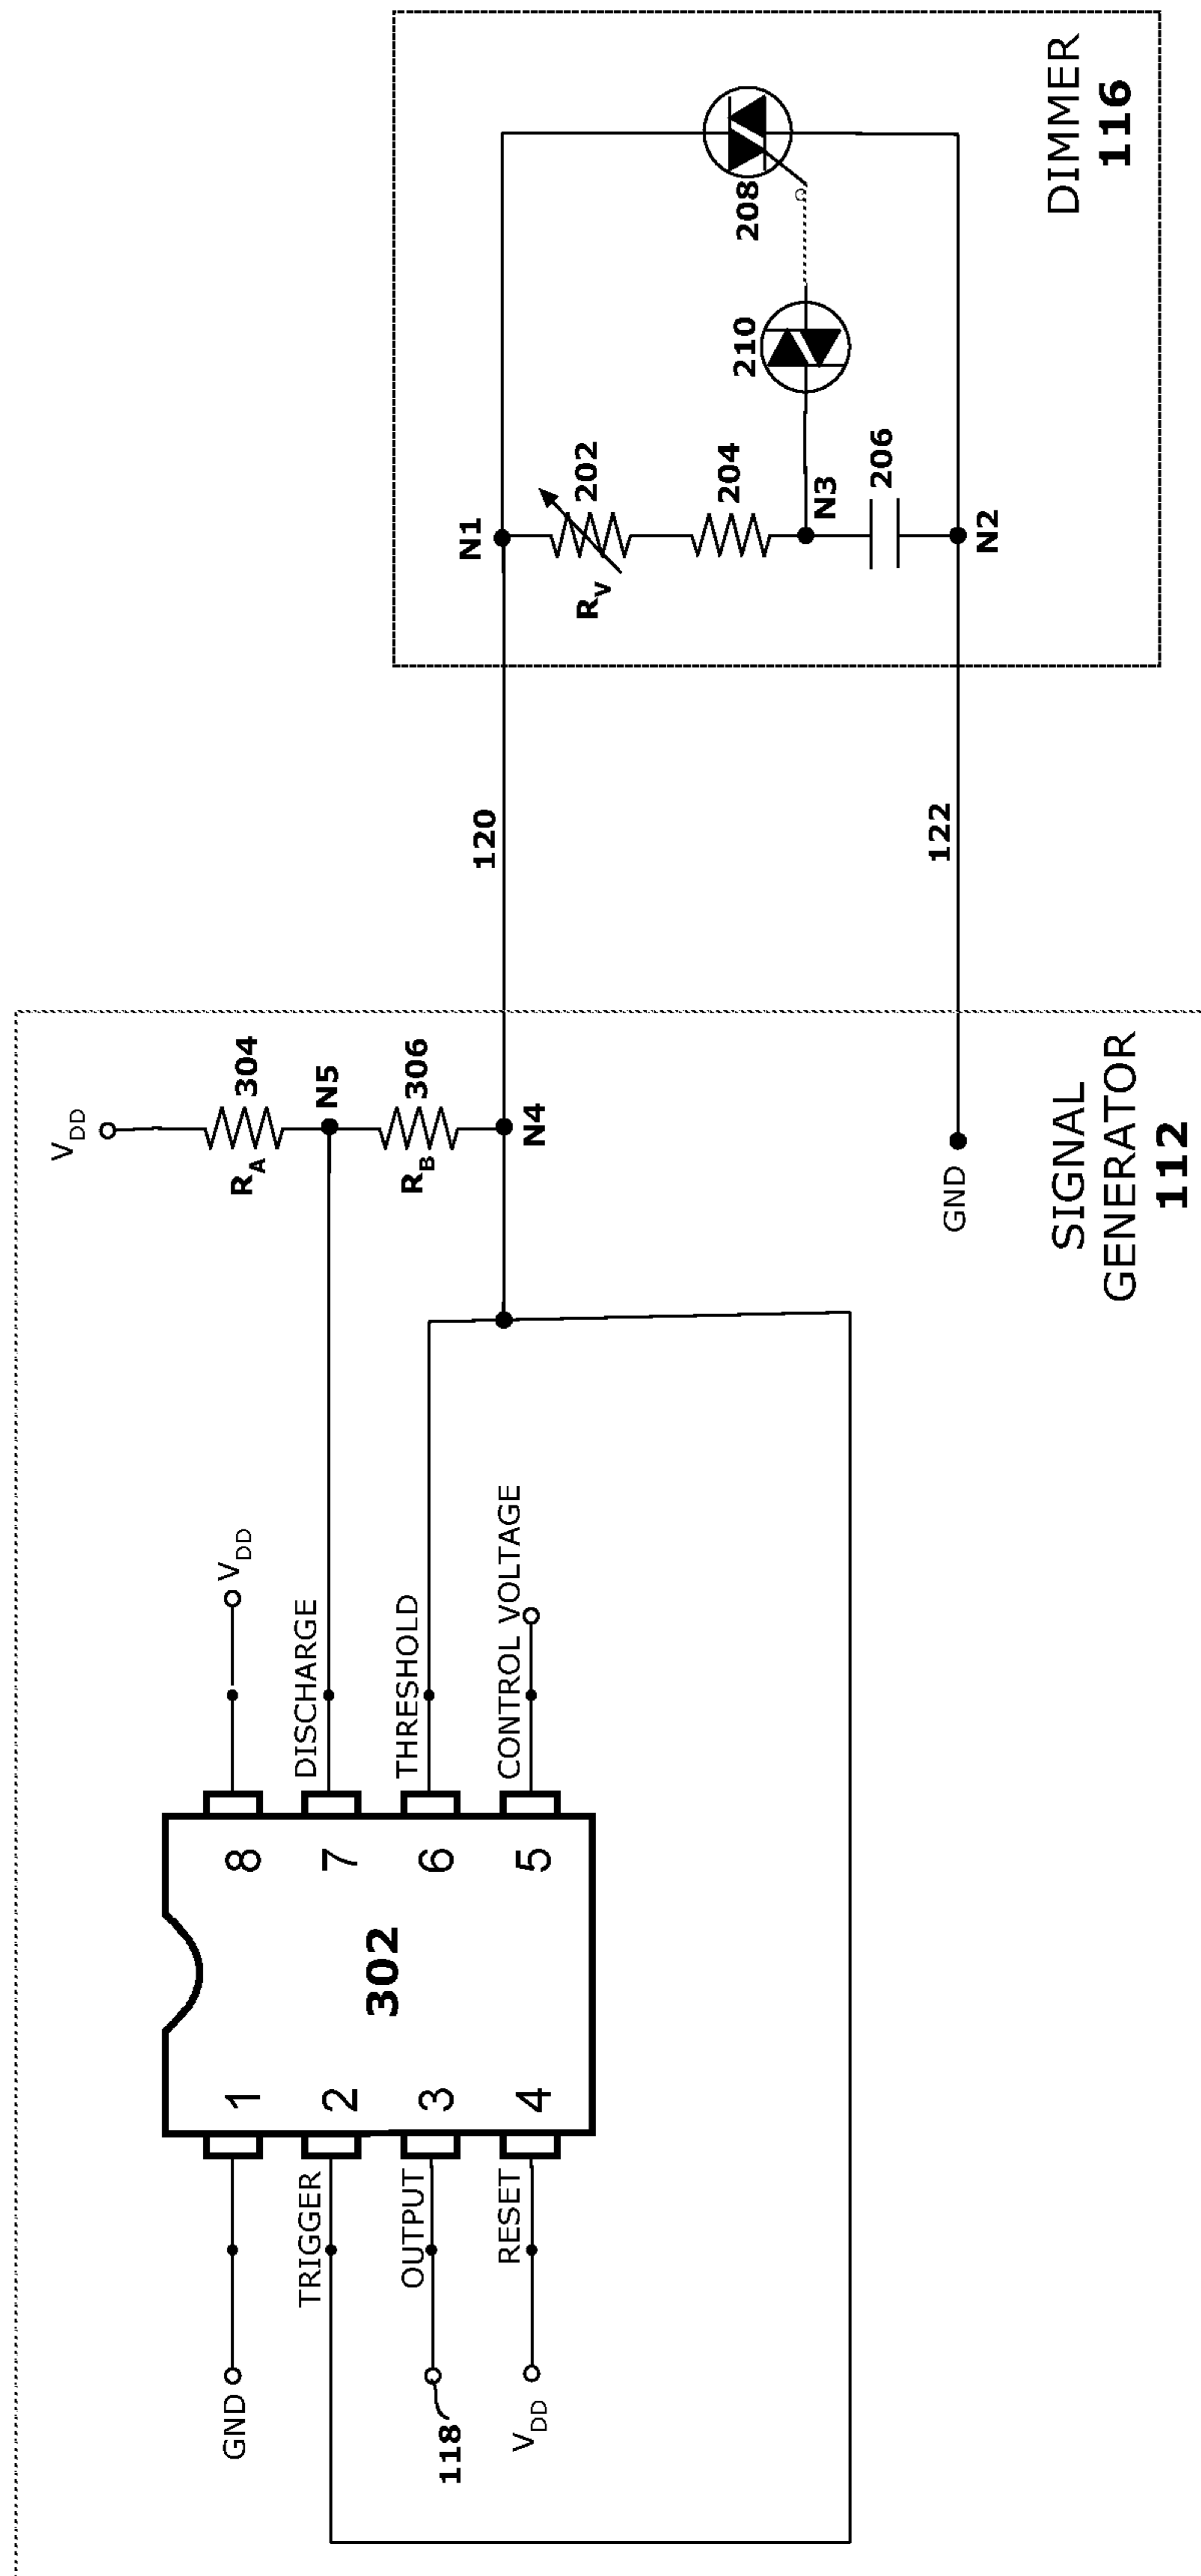 GND
1
TRIGGER
2
OUTPUT
3
118
RESET
4
VDD
302
8
VDD
7
DISCHARGE
6
THRESHOLD
5
CONTROL VOLTAGE
VDD
RA
304
N5
RB
306
N4
GND
SIGNAL
GENERATOR
112
120
122
N1
RV
202
204
N3
206
N2
210
208
DIMMER
116